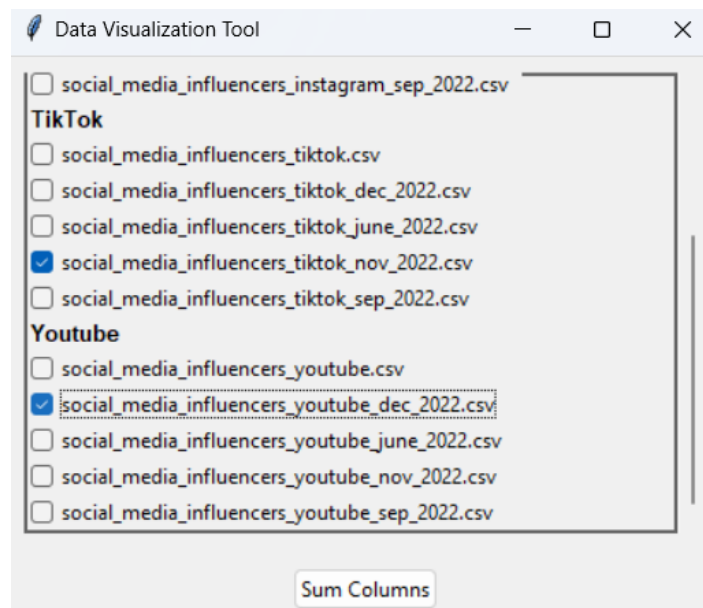 Data Visualization Tool
social_media_influencers_instagram_sep_2022.csv
TikTok
social_media_influencers_tiktok.csv
social_media_influencers_tiktok_dec_2022.csv
social_media_influencers_tiktok_june_2022.csv
social_media_influencers_tiktok_nov_2022.csv
social_media_influencers_tiktok_sep_2022.csv
Youtube
social_media_influencers_youtube.csv
social_media_influencers_youtube_dec_2022.csv
social_media_influencers_youtube_june_2022.csv
social_media_influencers_youtube_nov_2022.csv
social_media_influencers_youtube_sep_2022.csv
Sum Columns